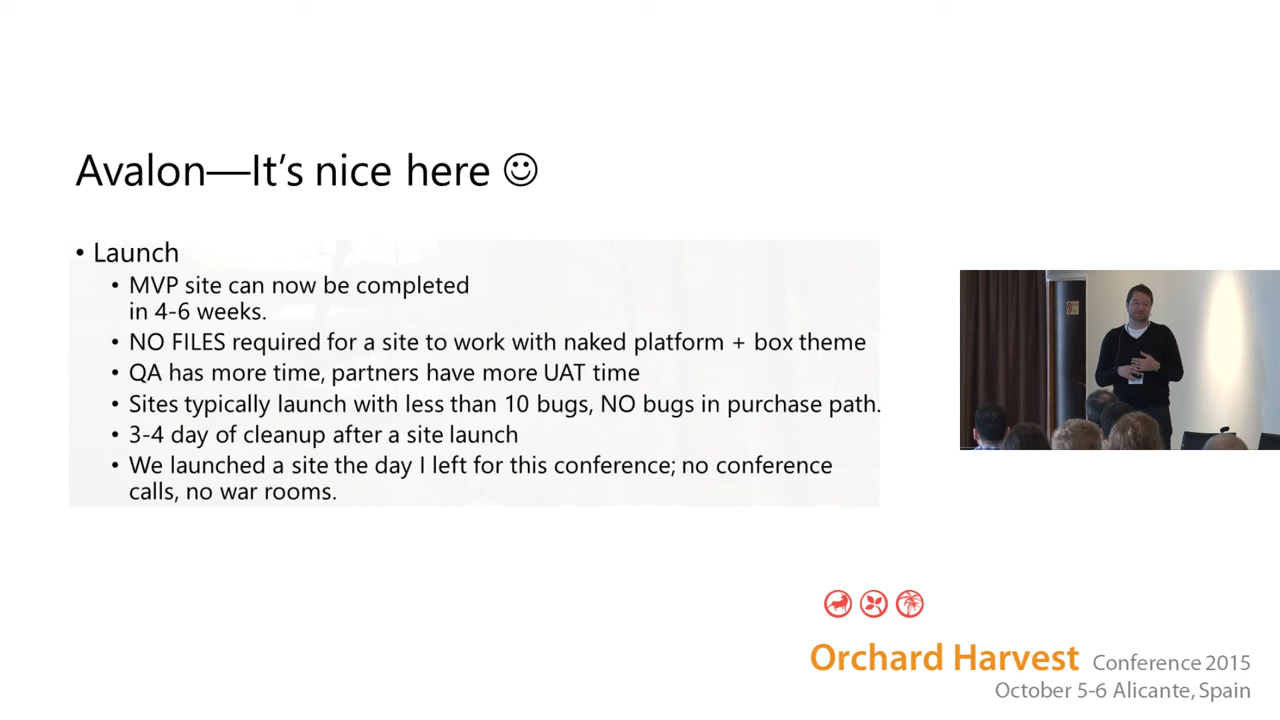 Avalon—It's nice here ☺
• Launch
• MVP site can now be completed
in 4-6 weeks.
• NO FILES required for a site to work with naked platform + box theme
• QA has more time, partners have more UAT time
• Sites typically launch with less than 10 bugs, NO bugs in purchase path.
• 3-4 day of cleanup after a site launch
• We launched a site the day I left for this conference; no conference
calls, no war rooms.
Orchard Harvest Conference 2015
October 5-6 Alicante, Spain